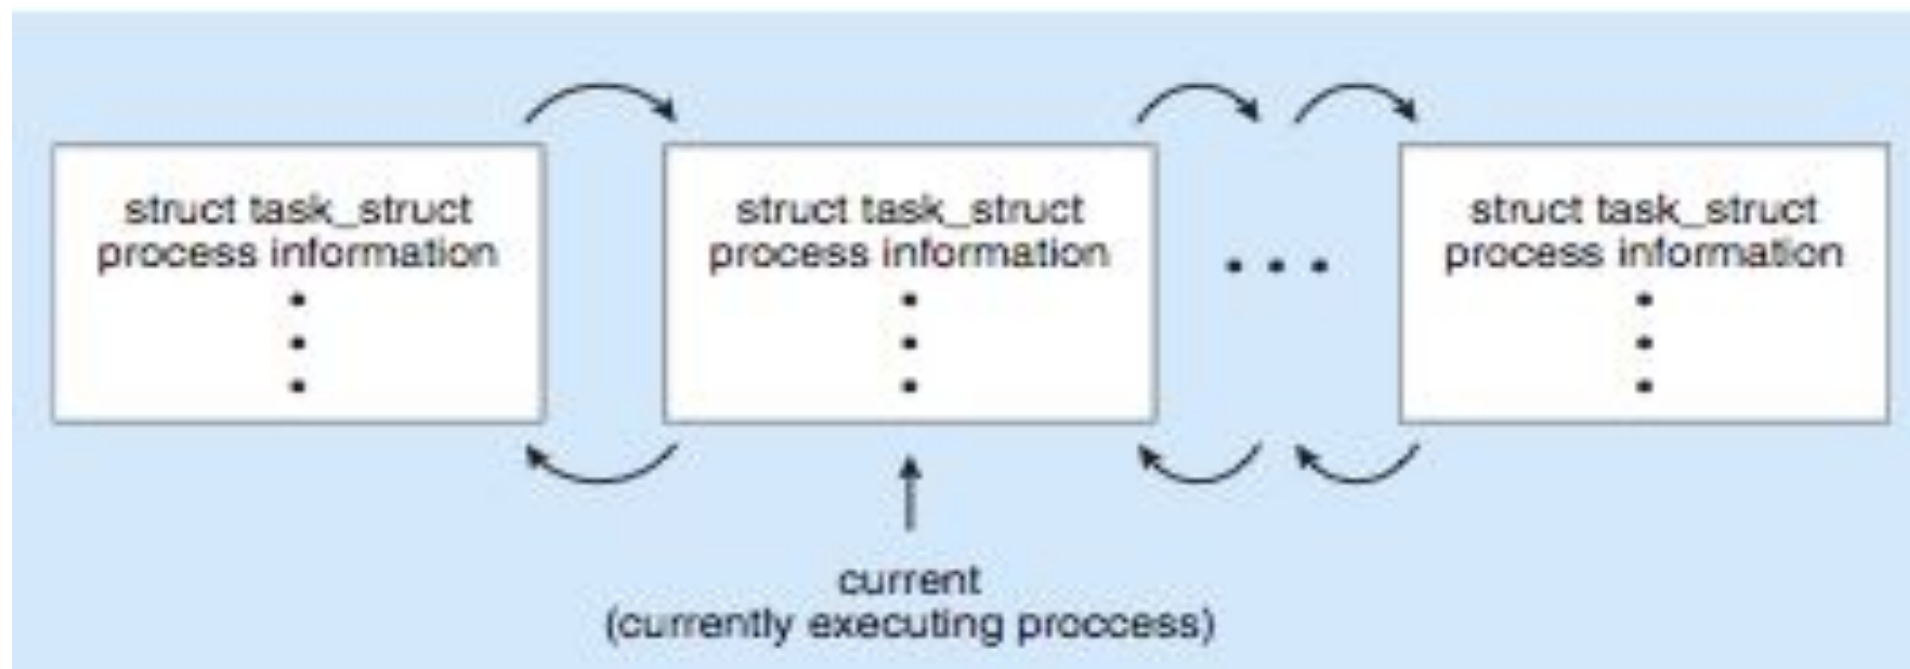 struct task_struct
process information
struct task_struct
process information
struct task_struct
process information
current
(currently executing proccess)